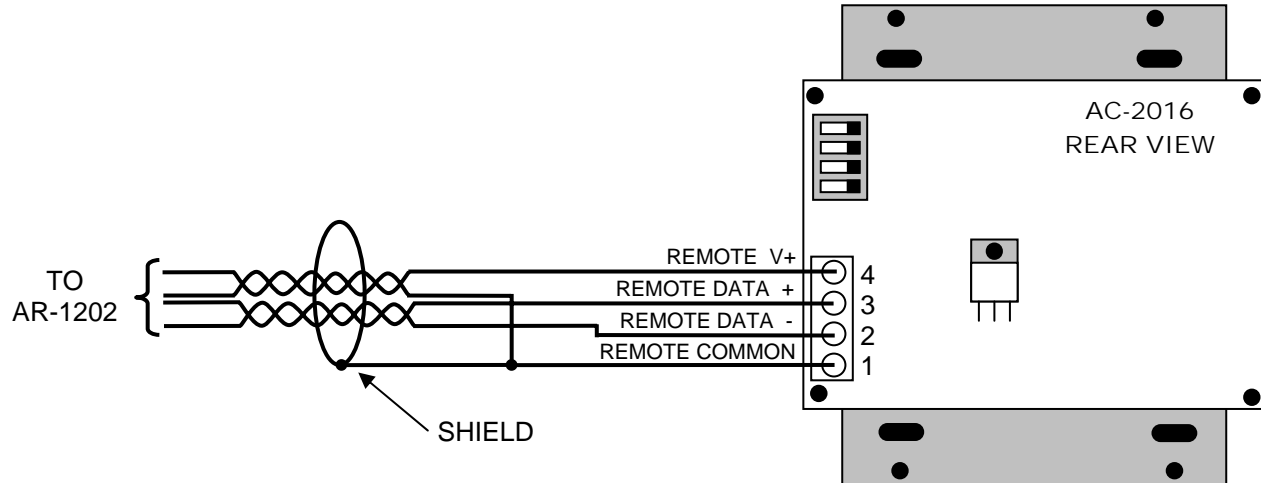 AC-2016
REAR VIEW
TO
AR-1202
REMOTE V+
REMOTE DATA +
REMOTE DATA -
REMOTE COMMON
4
3
2
1
SHIELD